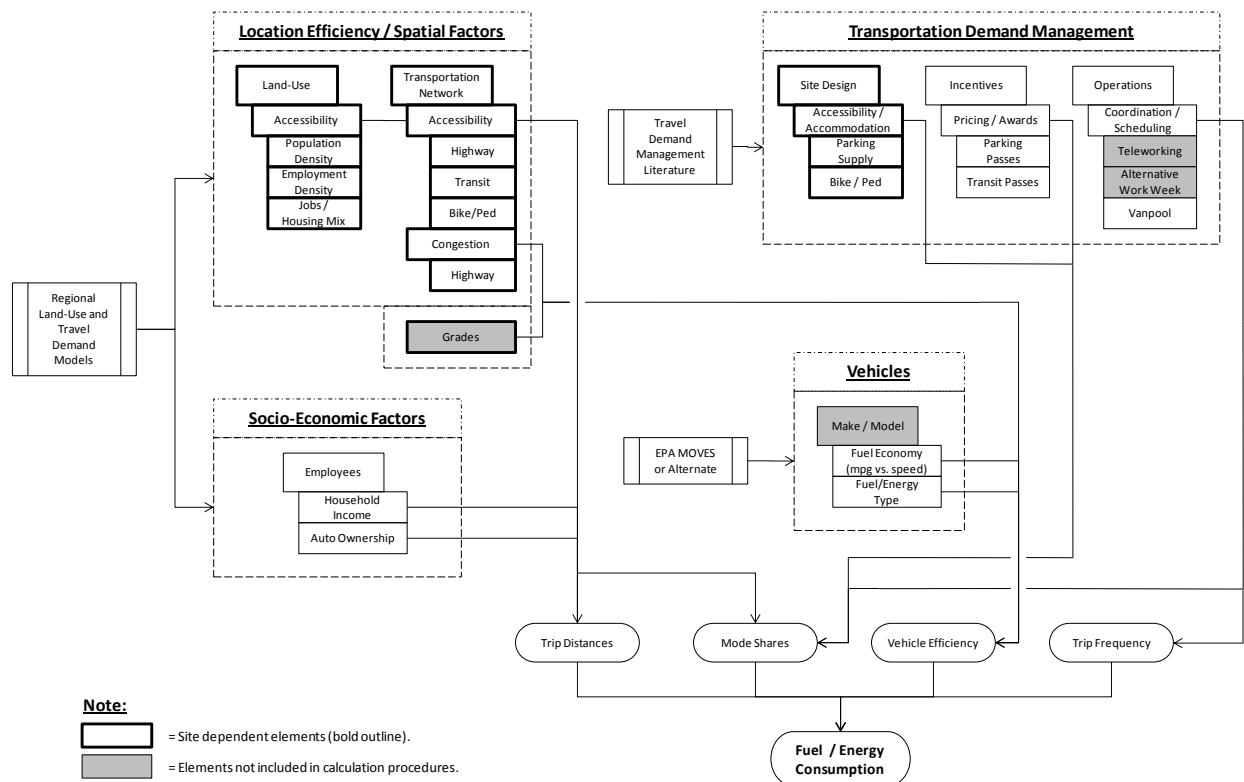 Location Efficiency / Spatial Factors
Land-Use
Accessibility
Population
Density
Employment
Density
Jobs /
Housing Mix
Transportation
Network
Accessibility
Highway
Transit
Bike/Ped
Congestion
Highway
Grades
Transportation Demand Management
Site Design
Accessibility /
Accommodation
Parking
Supply
Bike / Ped
Incentives
Pricing / Awards
Parking
Passes
Transit Passes
Operations
Coordination /
Scheduling
Teleworking
Alternative
Work Week
Vanpool
Travel
Demand
Management
Literature
Regional
Land-Use and
Travel
Demand
Models
Socio-Economic Factors
Employees
Household
Income
Auto Ownership
EPA MOVES
or Alternate
Vehicles
Make / Model
Fuel Economy
(mpg vs. speed)
Fuel/Energy
Type
Trip Distances
Mode Shares
Vehicle Efficiency
Trip Frequency
Fuel / Energy
Consumption
Note:
= Site dependent elements (bold outline).
= Elements not included in calculation procedures.